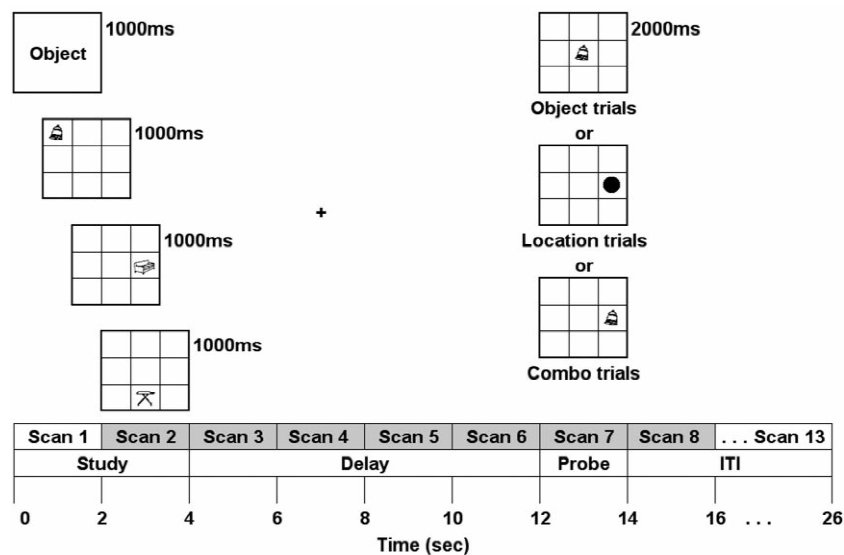 Object
1000ms
1000ms
1000ms
1000ms
+
2000ms
Object trials
or
Location trials
or
Combo trials
Scan 1 Scan 2 Scan 3 Scan 4 Scan 5 Scan 6 Scan 7 Scan 8 . . . Scan 13
Study Delay Probe ITI
0 2 4 6 8 10 12 14 16 . . . 26
Time (sec)